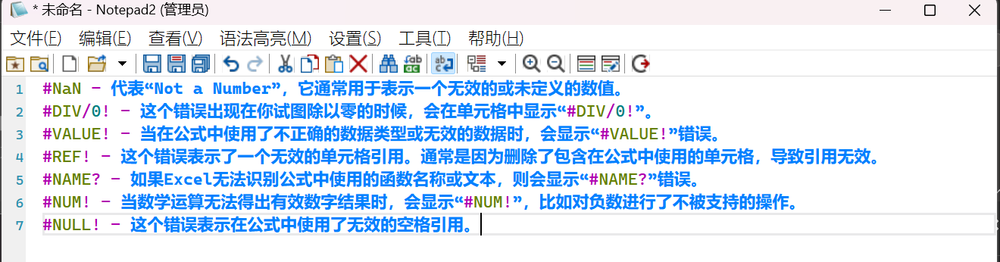 * 未命名 - Notepad2 (管理员)
文件(F) 编辑(E) 查看(V) 语法高亮(M) 设置(S) 工具(T) 帮助(H)
1 #NaN - 代表“Not a Number”，它通常用于表示一个无效的或未定义的数值。
2 #DIV/0! - 这个错误出现在你试图除以零的时候，会在单元格中显示“#DIV/0!”。
3 #VALUE! - 当在公式中使用了不正确的数据类型或无效的数据时，会显示“#VALUE!”错误。
4 #REF! - 这个错误表示了一个无效的单元格引用。通常是因为删除了包含在公式中使用的单元格，导致引用无效。
5 #NAME? - 如果Excel无法识别公式中使用的函数名称或文本，则会显示“#NAME?”错误。
6 #NUM! - 当数学运算无法得出有效数字结果时，会显示“#NUM!”，比如对负数进行了不被支持的操作。
7 #NULL! - 这个错误表示在公式中使用了无效的空格引用。